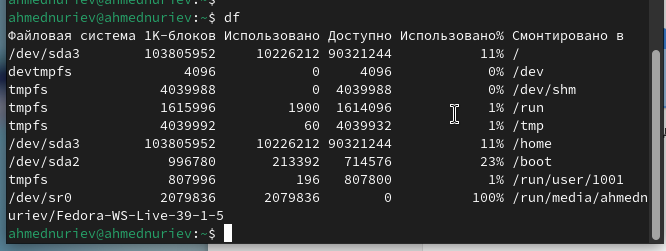 ahmednuriev@ahmednuriev:~$
ahmednuriev@ahmednuriev:~$ df
Файловая система 1K-блоков Использовано Доступно Использовано% Смонтировано в
/dev/sda3 103805952 10226212 90321244 11% /
devtmpfs 4096 0 4096 0% /dev
tmpfs 4039988 0 4039988 0% /dev/shm
tmpfs 1615996 1900 1614096 1% /run
tmpfs 4039992 60 4039932 1% /tmp
/dev/sda3 103805952 10226212 90321244 11% /home
/dev/sda2 996780 213392 714576 23% /boot
tmpfs 807996 196 807800 1% /run/user/1001
/dev/sr0 2079836 2079836 0 100% /run/media/ahmedn
uriev/Fedora-WS-Live-39-1-5
ahmednuriev@ahmednuriev:~$